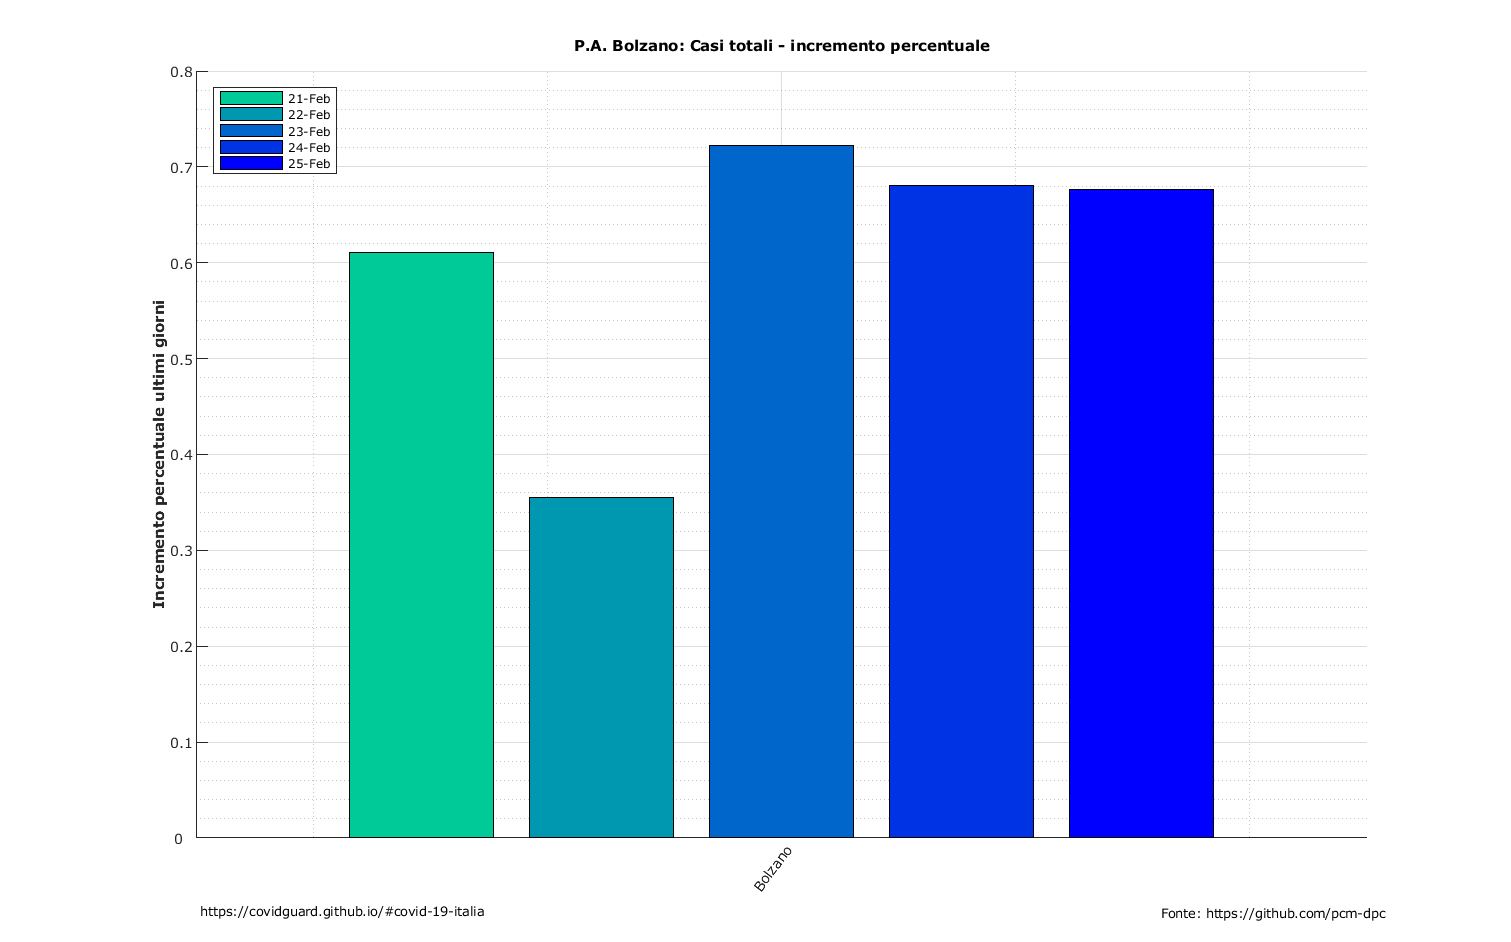 P.A. Bolzano: Casi totali - incremento percentuale
0.8
0.7
0.6
0.5
0.4
0.3
0.2
0.1
0
Incremento percentuale ultimi giorni
21-Feb
22-Feb
23-Feb
24-Feb
25-Feb
Bolzano
https://covidguard.github.io/#covid-19-italia
Fonte: https://github.com/pcm-dpc